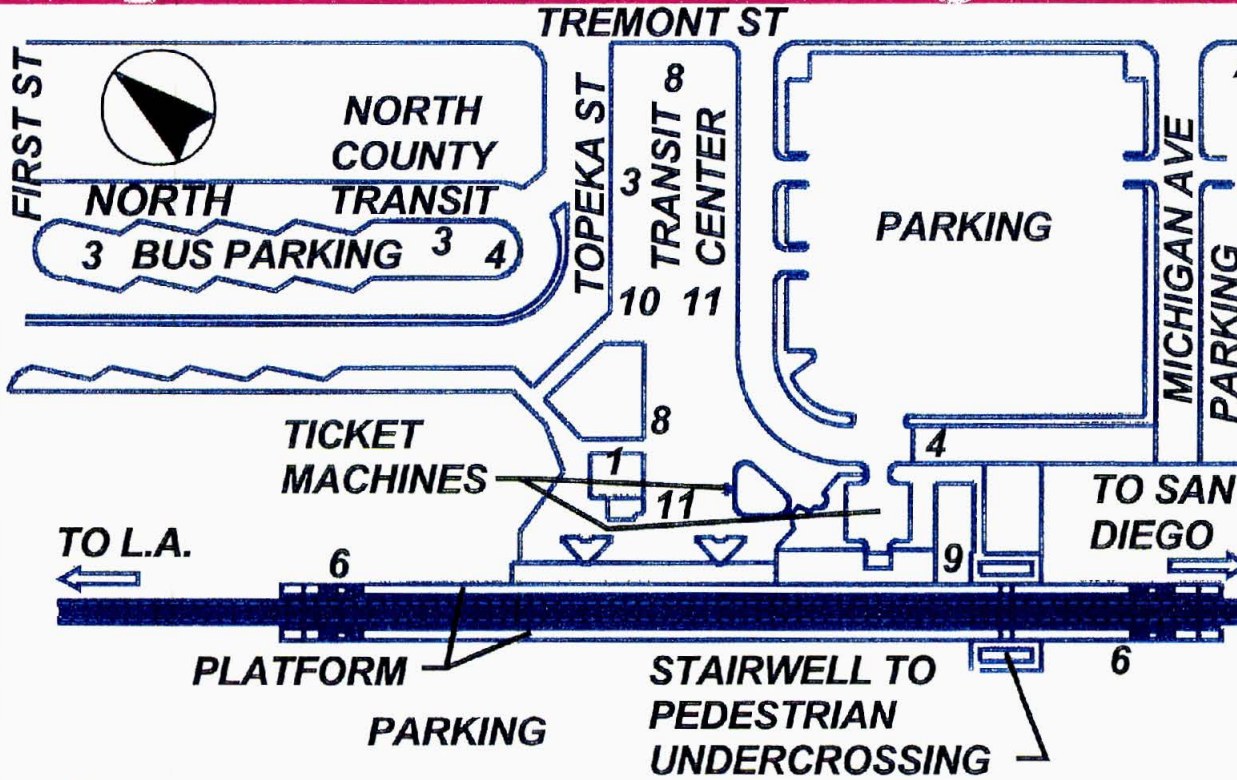 TREMONT ST
FIRST ST
NORTH
COUNTY
TRANSIT
NORTH
TOPEKA ST
8
3
TRANSIT
CENTER
10 11
PARKING
MICHIGAN AVE
PARKING
3 BUS PARKING 3 4
8
TICKET
MACHINES
1
11
4
TO SAN
DIEGO
TO L.A.
6
9
PLATFORM
PARKING
STAIRWELL TO
PEDESTRIAN
UNDERCROSSING
6